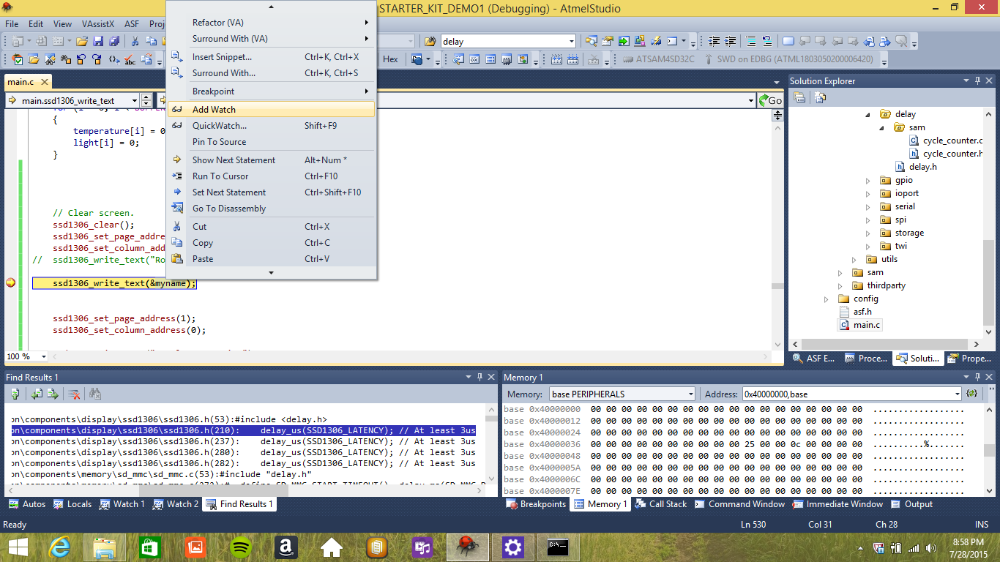 STARTER_KIT_DEMO1 (Debugging) - AtmelStudio
File Edit View VAssistX ASF Proj
delay
Hex
ATSAM4SD32C SWD on EDBG (ATML1803050200006420)
Refactor (VA)
Surround With (VA)
Insert Snippet... Ctrl+K, Ctrl+X
Surround With... Ctrl+K, Ctrl+S
Breakpoint
Add Watch
QuickWatch... Shift+F9
Pin To Source
Show Next Statement Alt+Num *
Run To Cursor Ctrl+F10
Set Next Statement Ctrl+Shift+F10
Go To Disassembly
Cut Ctrl+X
Copy Ctrl+C
Paste Ctrl+V
main.c
main.ssd1306_write_text
Go
{
temperature[i] = 0
light[i] = 0;
}
// Clear screen.
ssd1306_clear();
ssd1306_set_page_addre
ssd1306_set_column_add
// ssd1306_write_text("Ro
ssd1306_write_text(&myname);
ssd1306_set_page_address(1);
ssd1306_set_column_address(0);
100 %
Solution Explorer
delay
sam
cycle_counter.c
cycle_counter.h
delay.h
gpio
ioport
serial
spi
storage
twi
utils
sam
thirdparty
config
asf.h
main.c
ASF E... Proce... Soluti... Prope...
Find Results 1
on\components\display\ssd1306\ssd1306.h(53):#include <delay.h>
on\components\display\ssd1306\ssd1306.h(210): delay_us(SSD1306_LATENCY); // At least 3us
on\components\display\ssd1306\ssd1306.h(237): delay_us(SSD1306_LATENCY); // At least 3us
on\components\display\ssd1306\ssd1306.h(280): delay_us(SSD1306_LATENCY); // At least 3us
on\components\display\ssd1306\ssd1306.h(282): delay_us(SSD1306_LATENCY); // At least 3us
on\components\memory\sd_mmc\sd_mmc.c(53):#include "delay.h"
Autos Locals Watch 1 Watch 2 Find Results 1
Memory 1
Memory: base PERIPHERALS Address: 0x40000000,base
base 0x40000000 00 00 00 00 00 00 00 00 00 00 00 00 00 00 00 00 00 00 ..................
base 0x40000012 00 00 00 00 00 00 00 00 00 00 00 00 00 00 00 00 00 00 ..................
base 0x40000024 00 00 00 00 00 00 00 00 00 00 00 00 00 00 00 00 00 00 ..................
base 0x40000036 00 00 00 00 00 00 00 00 00 00 25 00 00 0c 00 00 00 00 ..........%.......
base 0x40000048 00 00 00 00 00 00 00 00 00 00 00 00 00 00 00 00 00 00 ..................
base 0x4000005A 00 00 00 00 00 00 00 00 00 00 00 00 00 00 00 00 00 00 ..................
base 0x4000006C 00 00 00 00 00 00 00 00 00 00 00 00 00 00 00 00 00 00 ..................
base 0x4000007E 00 00 00 00 00 00 00 00 00 00 00 00 00 00 00 00 00 00 ..................
Breakpoints Memory 1 Call Stack Command Window Immediate Window Output
Ready Ln 530 Col 31 Ch 28 INS
8:58 PM
7/28/2015